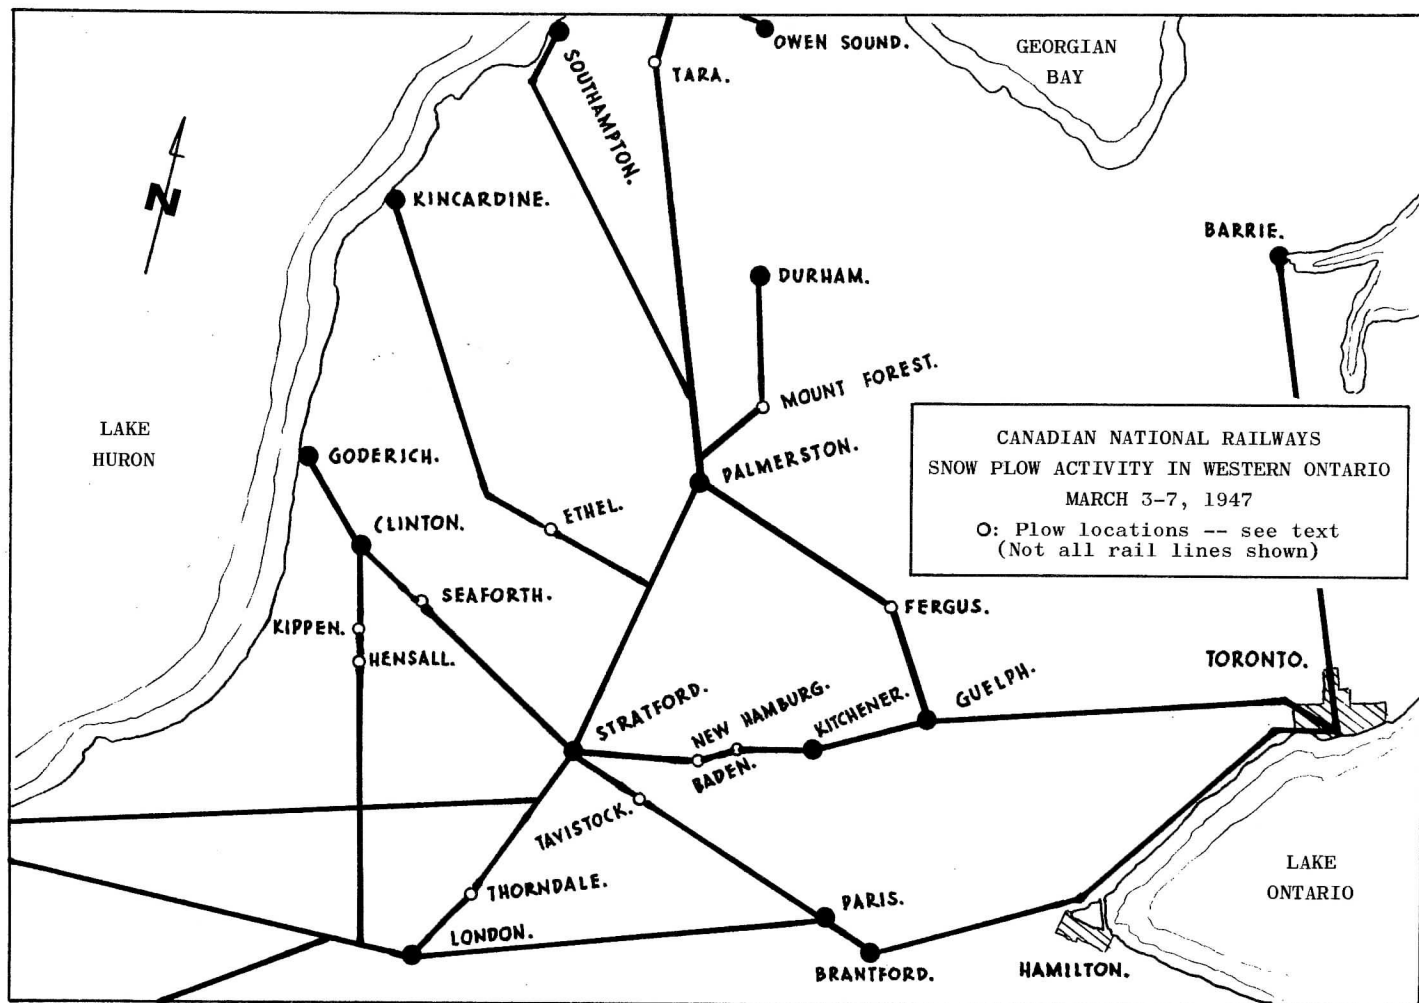 OWEN SOUND.
GEORGIAN
BAY
SOUTHAMPTON.
TARA.
N
KINCARDINE.
BARRIE.
DURHAM.
MOUNT FOREST.
LAKE
HURON
GODERICH.
PALMERSTON.
CANADIAN NATIONAL RAILWAYS
SNOW PLOW ACTIVITY IN WESTERN ONTARIO
MARCH 3-7, 1947
O: Plow locations -- see text
(Not all rail lines shown)
CLINTON.
ETHEL.
SEAFORTH.
FERGUS.
KIPPEN.
HENSALL.
TORONTO.
STRATFORD.
NEW HAMBURG.
KITCHENER.
GUELPH.
BADEN.
TAVISTOCK.
THORNDALE.
LAKE
ONTARIO
PARIS.
LONDON.
BRANTFORD.
HAMILTON.